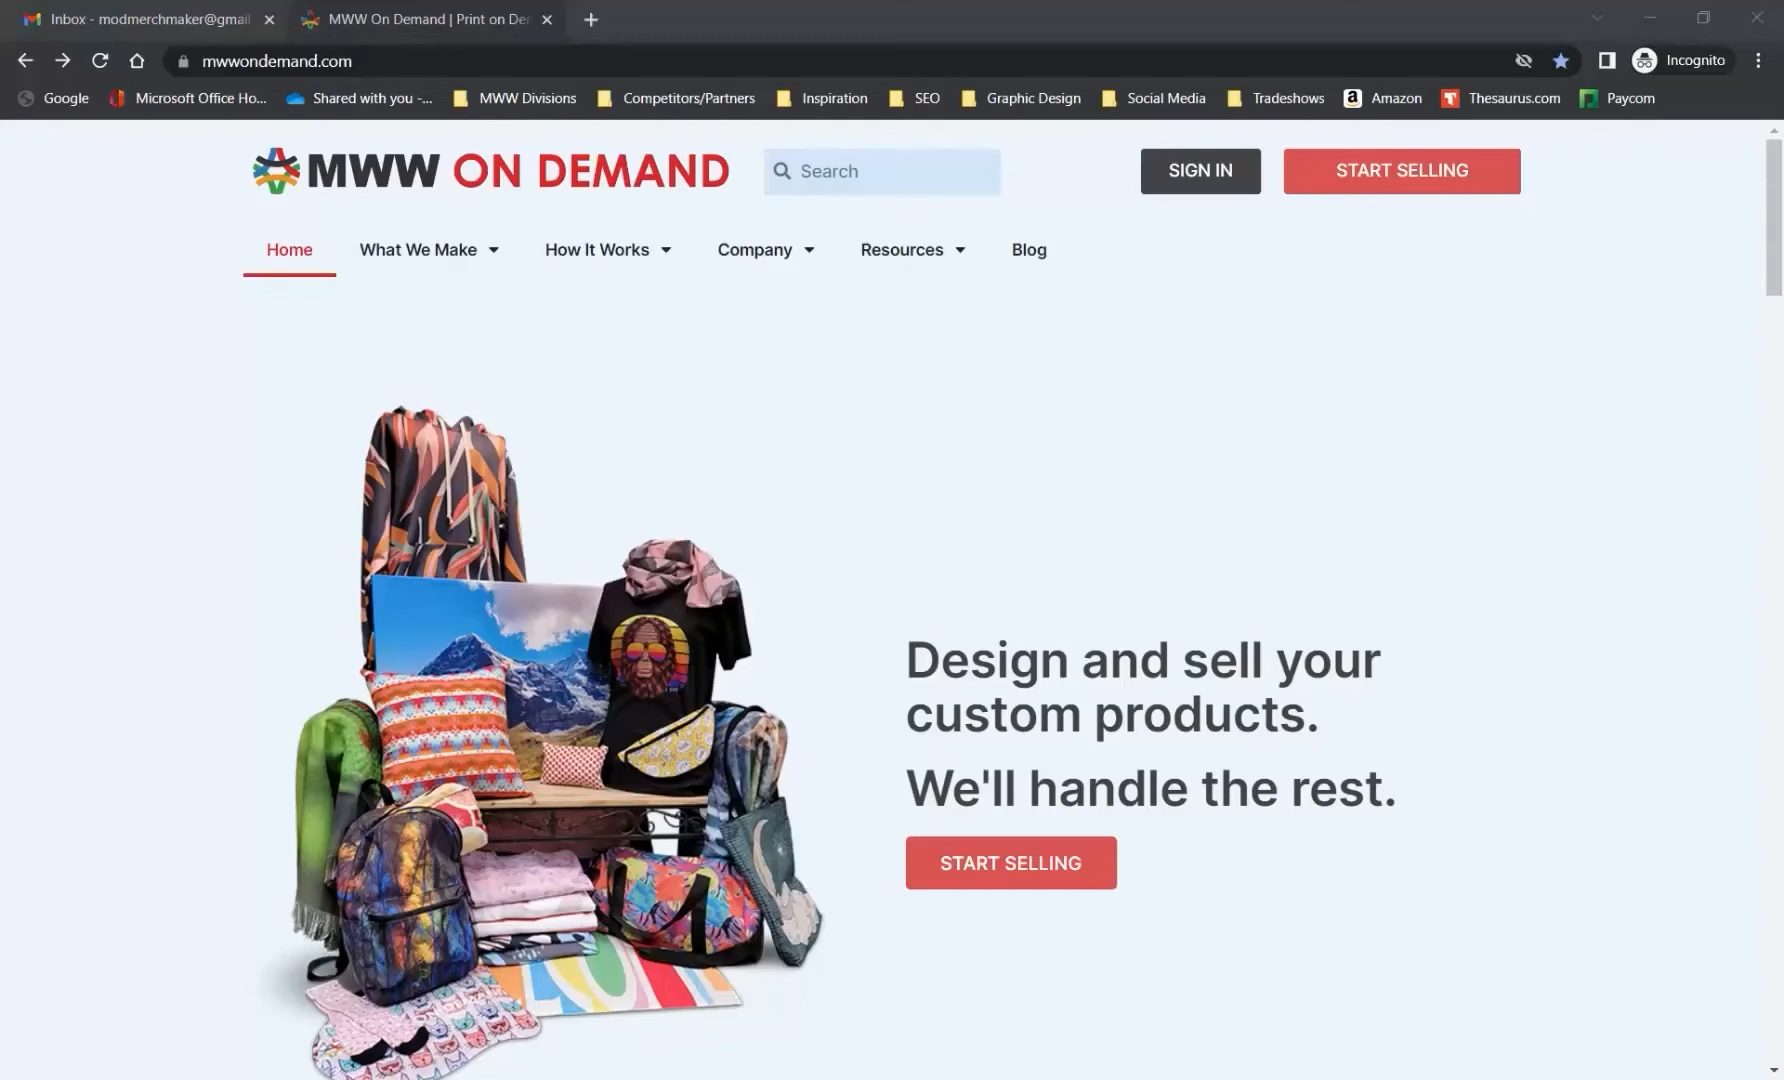 Inbox - modmerchmaker@gmail
MWW On Demand | Print on De
mwwondemand.com
Incognito
Google
Microsoft Office Ho...
Shared with you -...
MWW Divisions
Competitors/Partners
Inspiration
SEO
Graphic Design
Social Media
Tradeshows
Amazon
Thesaurus.com
Paycom
MWW ON DEMAND
Search
SIGN IN
START SELLING
Home
What We Make
How It Works
Company
Resources
Blog
Design and sell your
custom products.
We'll handle the rest.
START SELLING